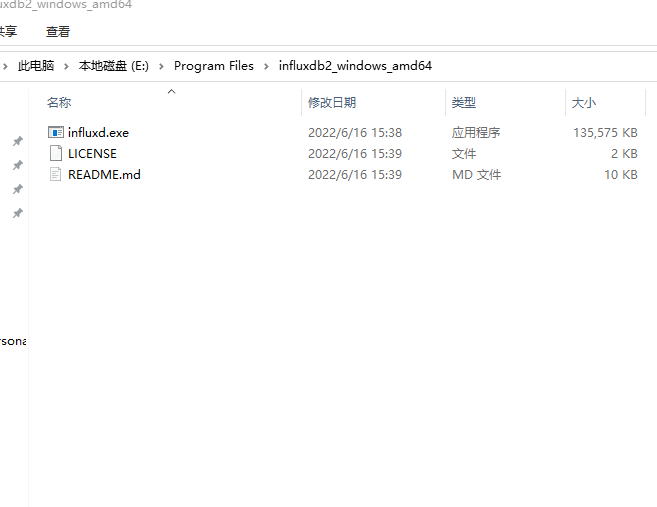 uxdb2_windows_amd64
共享 查看
此电脑 > 本地磁盘 (E:) > Program Files > influxdb2_windows_amd64
名称 修改日期 类型 大小
influxd.exe 2022/6/16 15:38 应用程序 135,575 KB
LICENSE 2022/6/16 15:39 文件 2 KB
README.md 2022/6/16 15:39 MD 文件 10 KB
rsona